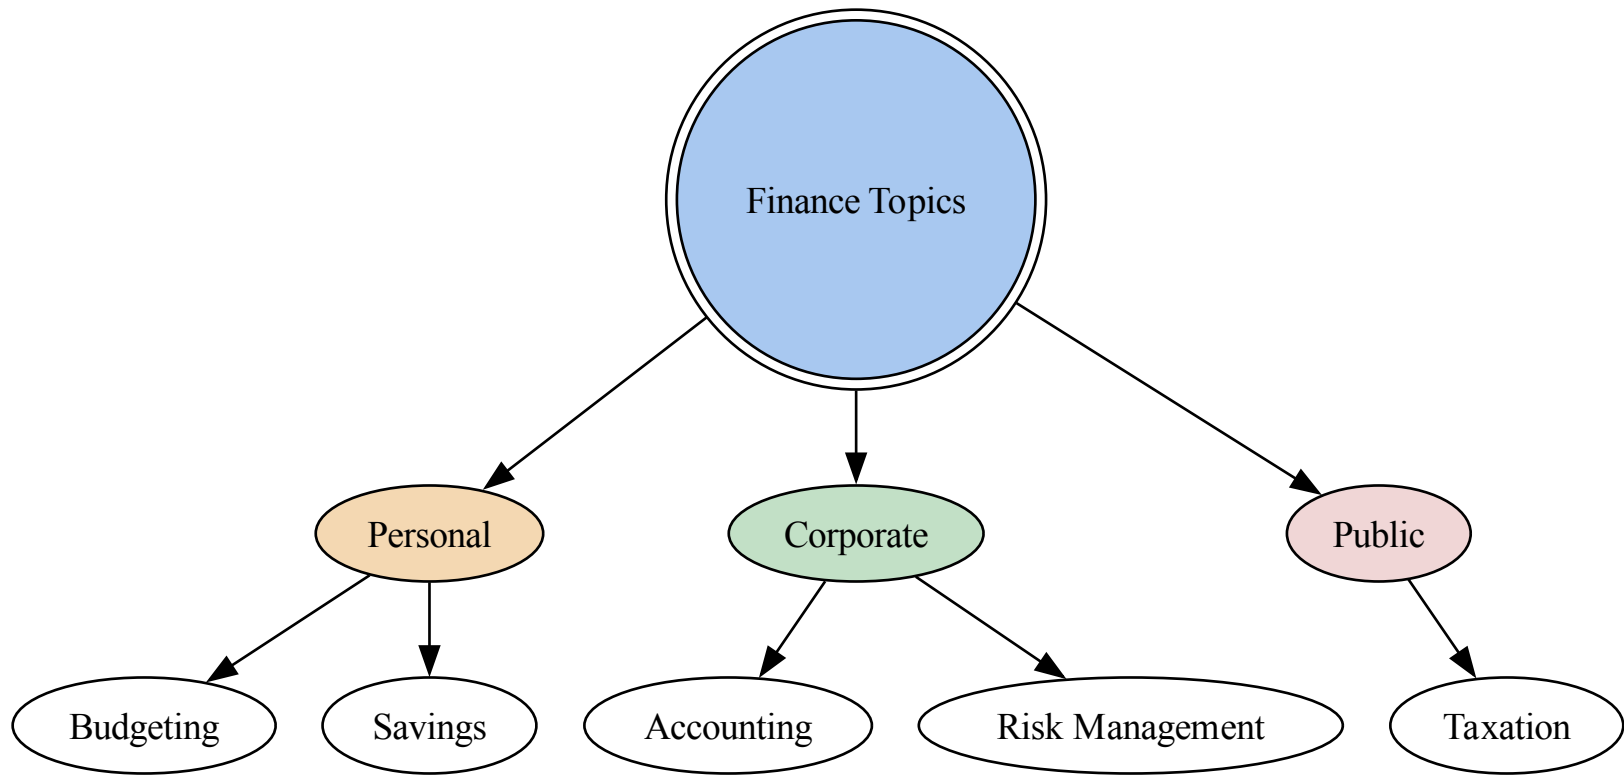 Finance Topics
Personal
Corporate
Public
Budgeting
Savings
Accounting
Risk Management
Taxation